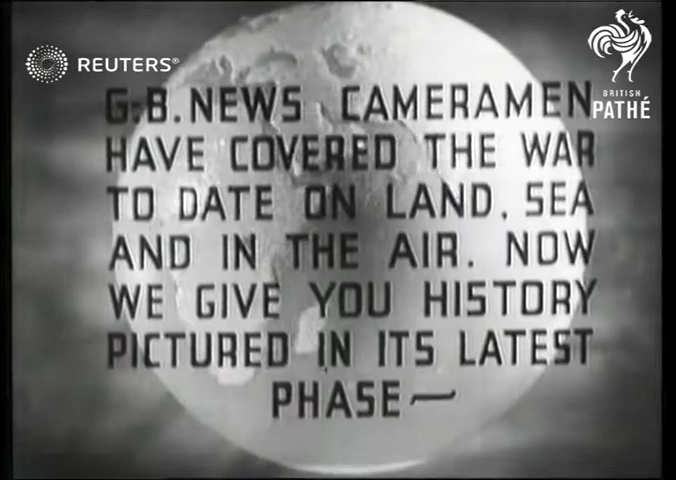 REUTERS®
BRITISH
PATHÉ
G-B. NEWS CAMERAMEN
HAVE COVERED THE WAR
TO DATE ON LAND, SEA
AND IN THE AIR. NOW
WE GIVE YOU HISTORY
PICTURED IN ITS LATEST
PHASE—